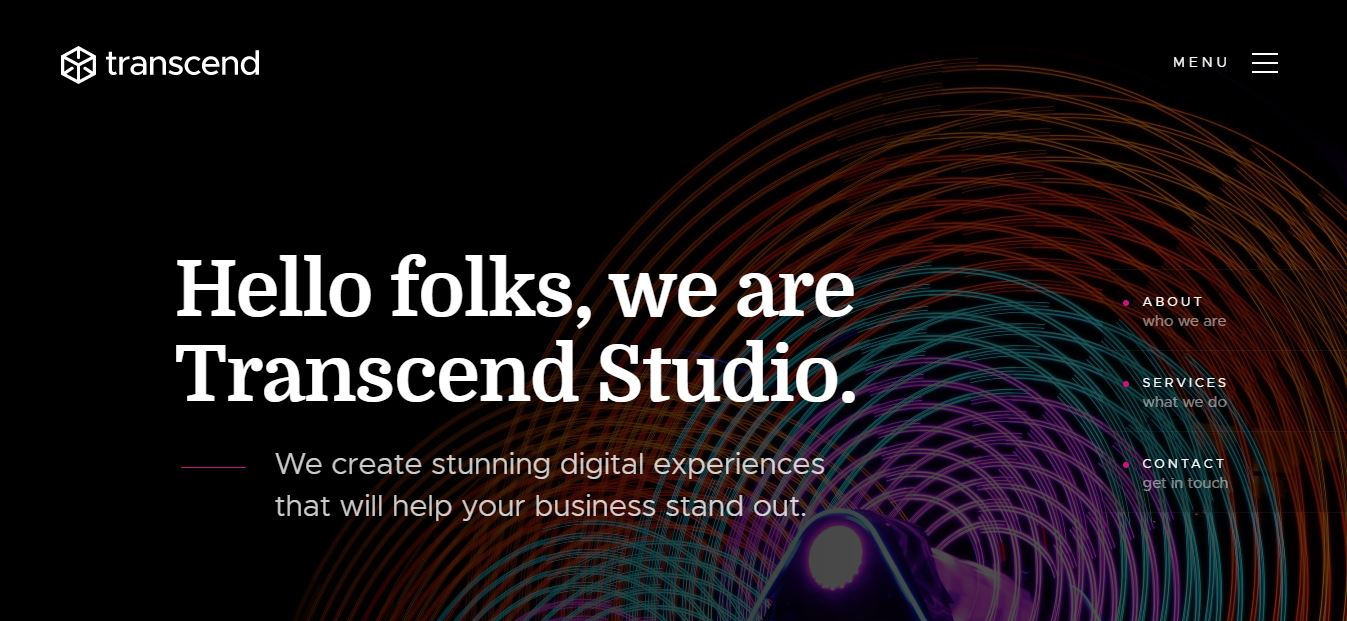 transcend
MENU
Hello folks, we are
Transcend Studio.
We create stunning digital experiences
that will help your business stand out.
ABOUT
who we are
SERVICES
what we do
CONTACT
get in touch